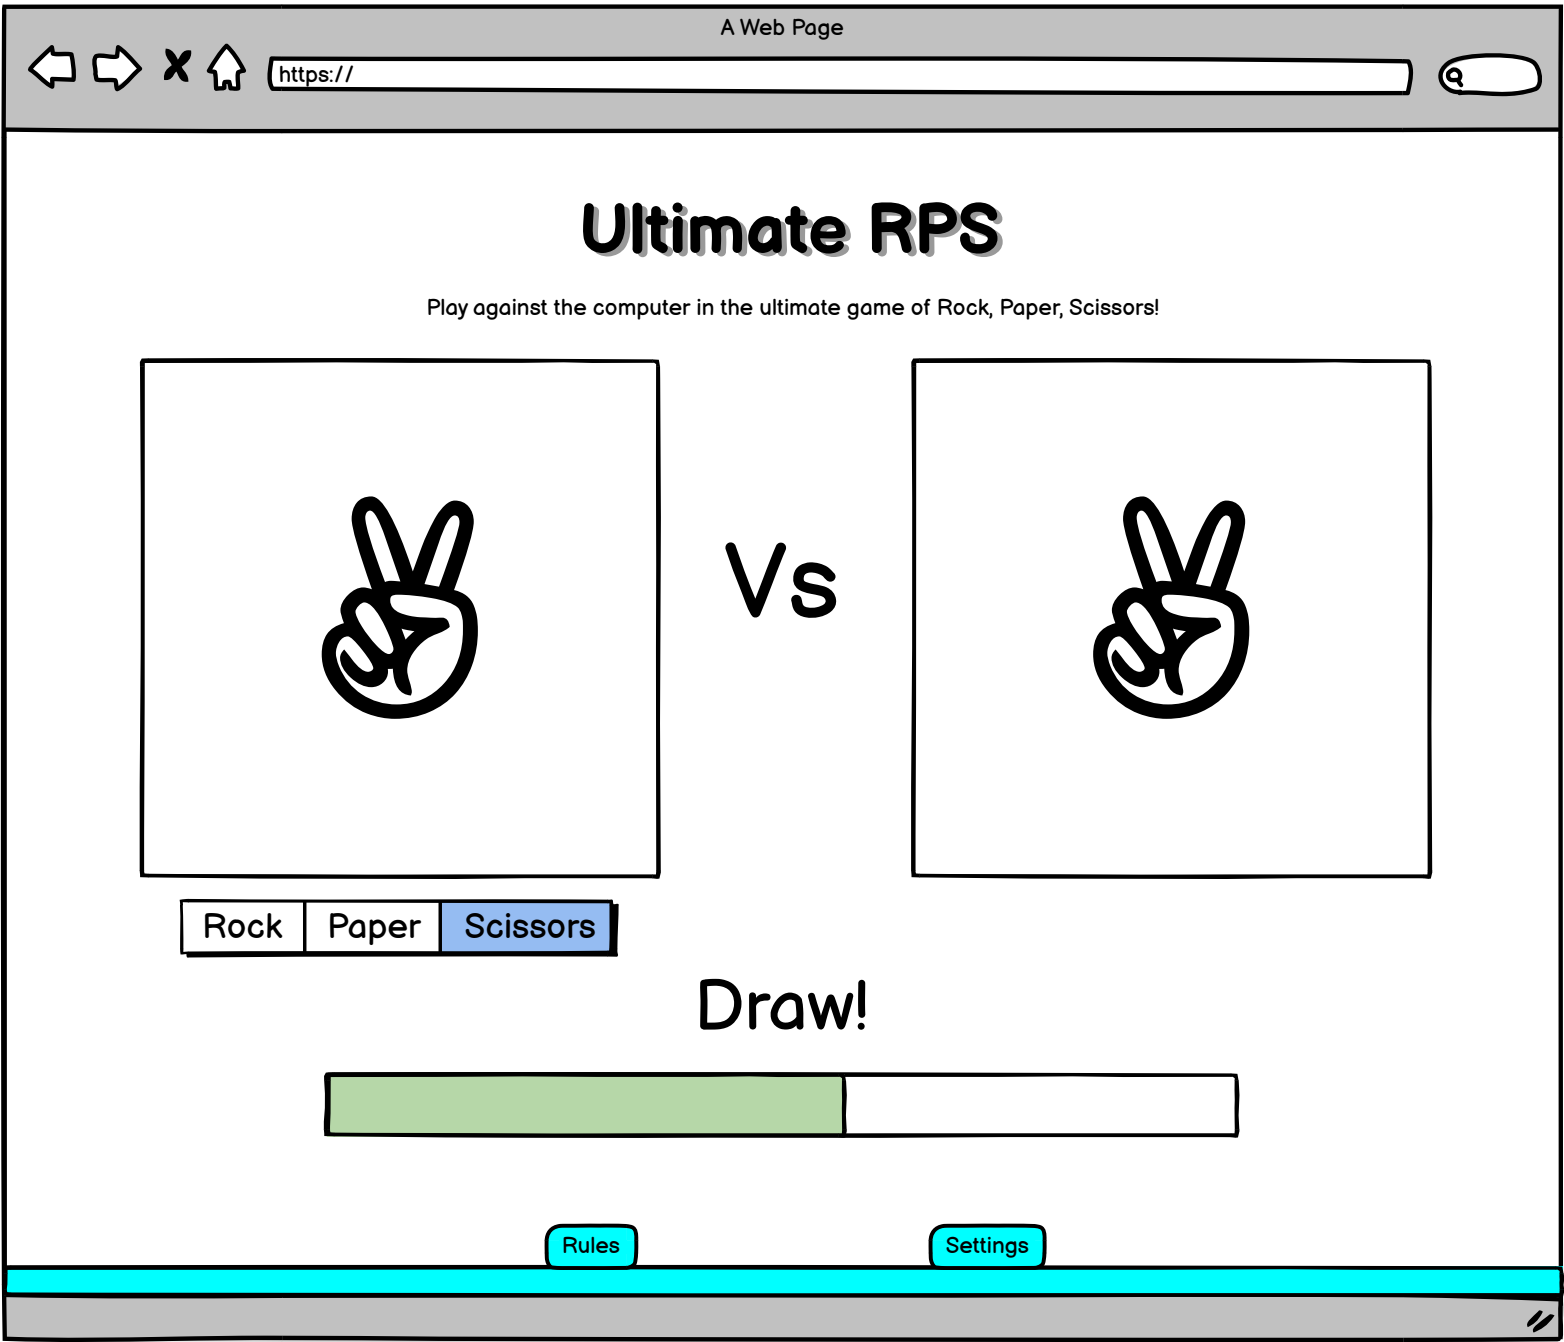 A Web Page
https://
Ultimate RPS
Play against the computer in the ultimate game of Rock, Paper, Scissors!
Vs
Rock Paper Scissors
Draw!
Rules Settings